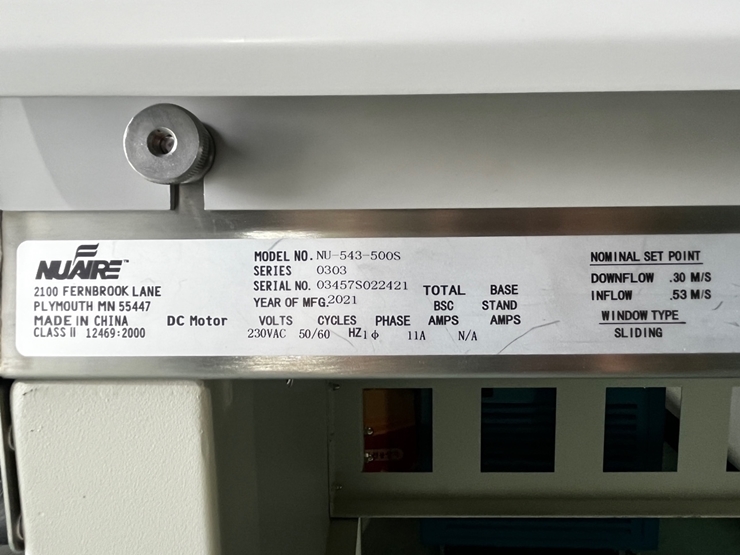 NUAIRE™
2100 FERNBROOK LANE
PLYMOUTH MN 55447
MADE IN CHINA
CLASS II 12469:2000
DC Motor
MODEL NO. NU-543-500S
SERIES 0303
SERIAL NO. 03457S022421
YEAR OF MFG. 2021
VOLTS CYCLES PHASE TOTAL BSC AMPS BASE STAND AMPS
230VAC 50/60 HZ 1 ϕ 11A N/A
NOMINAL SET POINT
DOWNFLOW .30 M/S
INFLOW .53 M/S
WINDOW TYPE
SLIDING